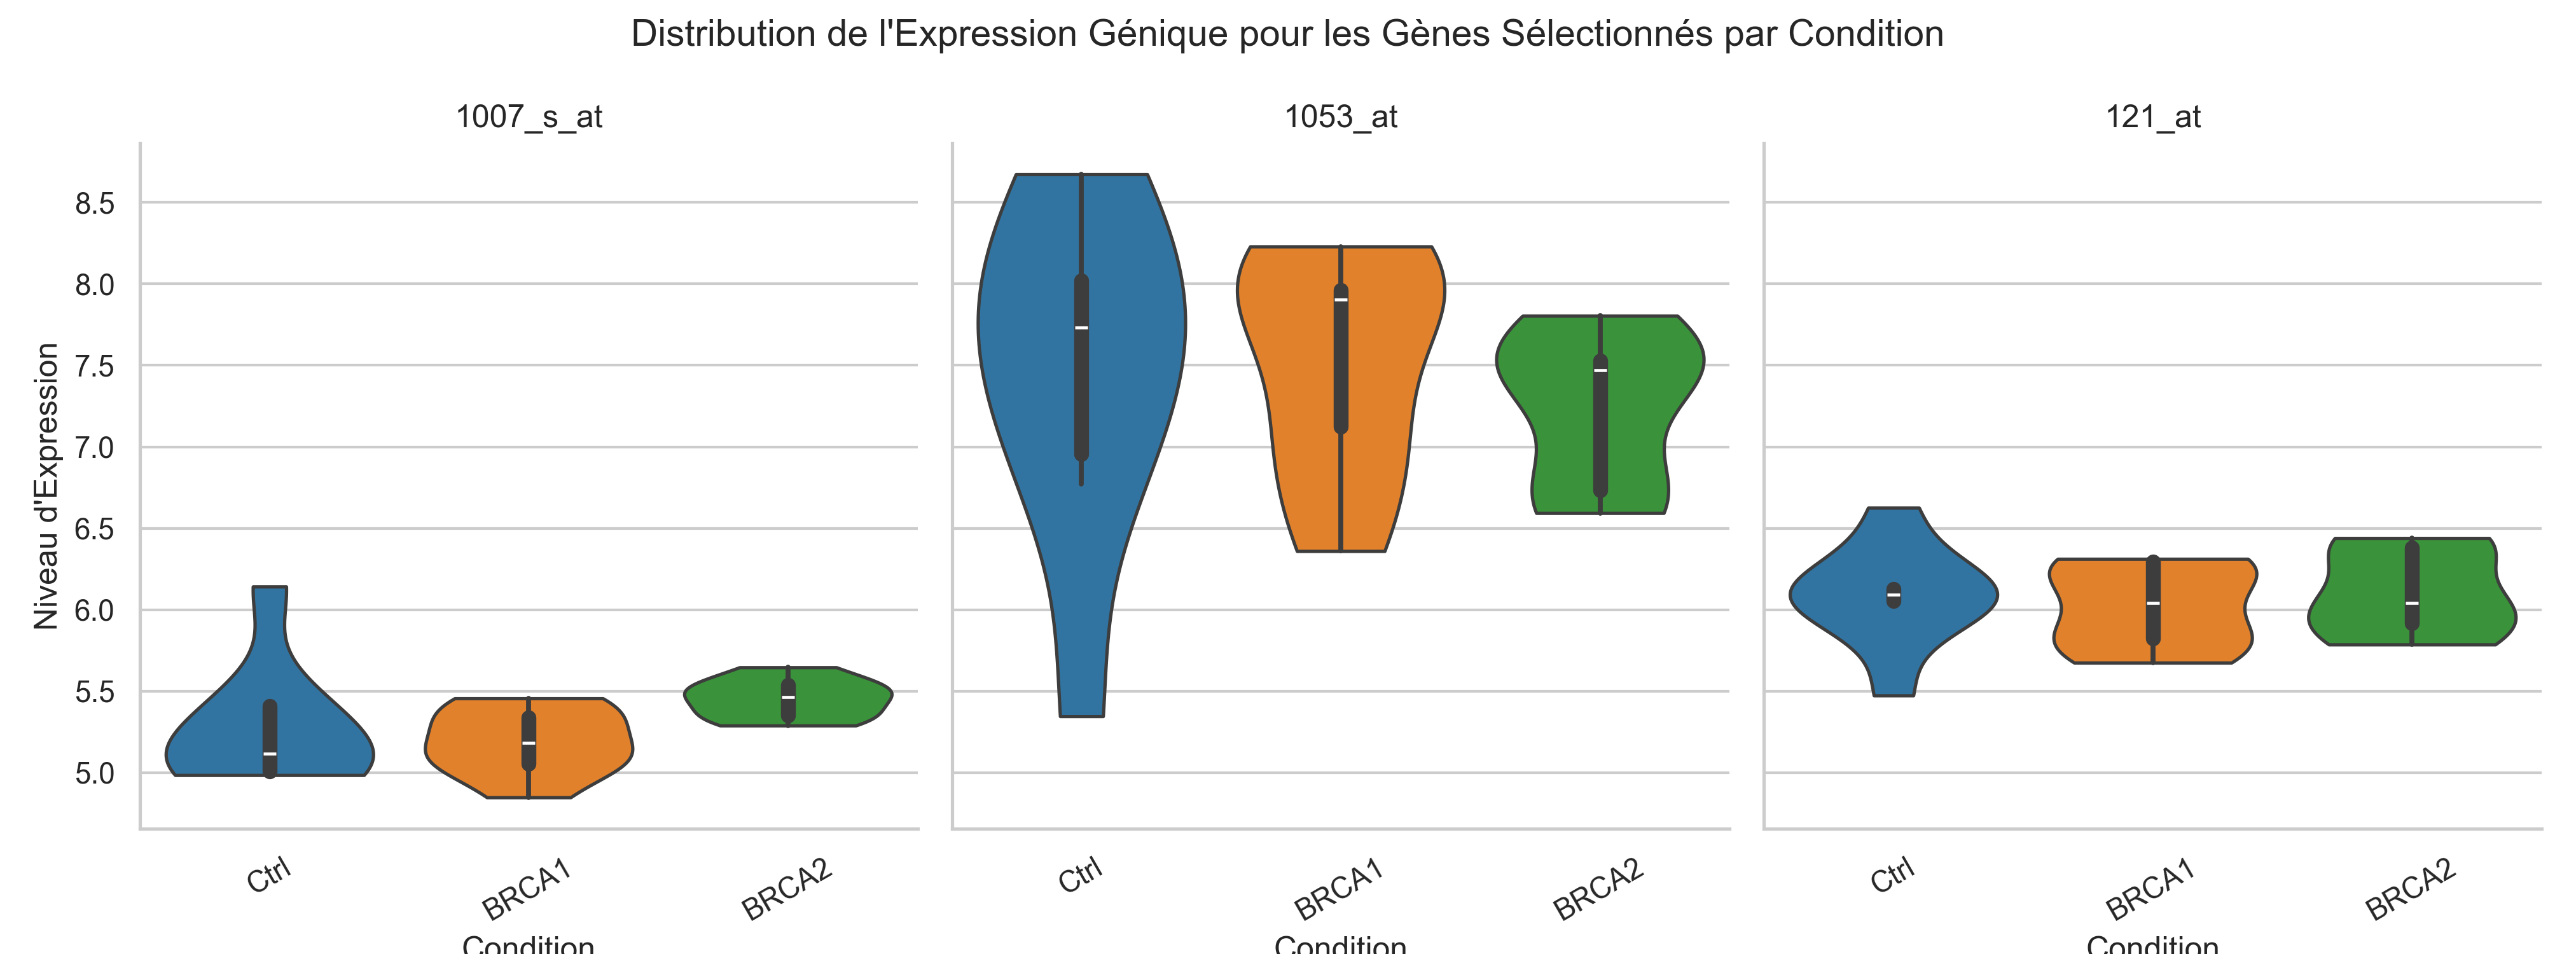 Distribution de l'Expression Génique pour les Gènes Sélectionnés par Condition
1007_s_at
1053_at
121_at
Niveau d'Expression
8.5
8.0
7.5
7.0
6.5
6.0
5.5
5.0
Ctrl
BRCA1
BRCA2
Ctrl
BRCA1
BRCA2
Ctrl
BRCA1
BRCA2
Condition
Condition
Condition